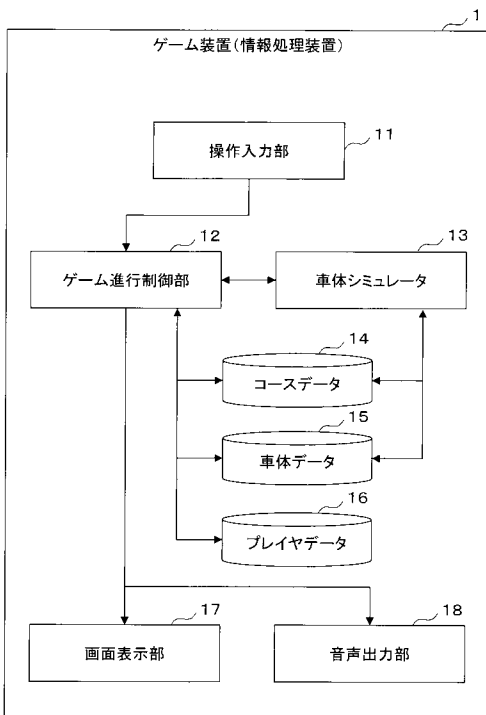 1
ゲーム装置(情報処理装置)
11
操作入力部
12
ゲーム進行制御部
13
車体シミュレータ
14
コースデータ
15
車体データ
16
プレイヤデータ
17
画面表示部
18
音声出力部